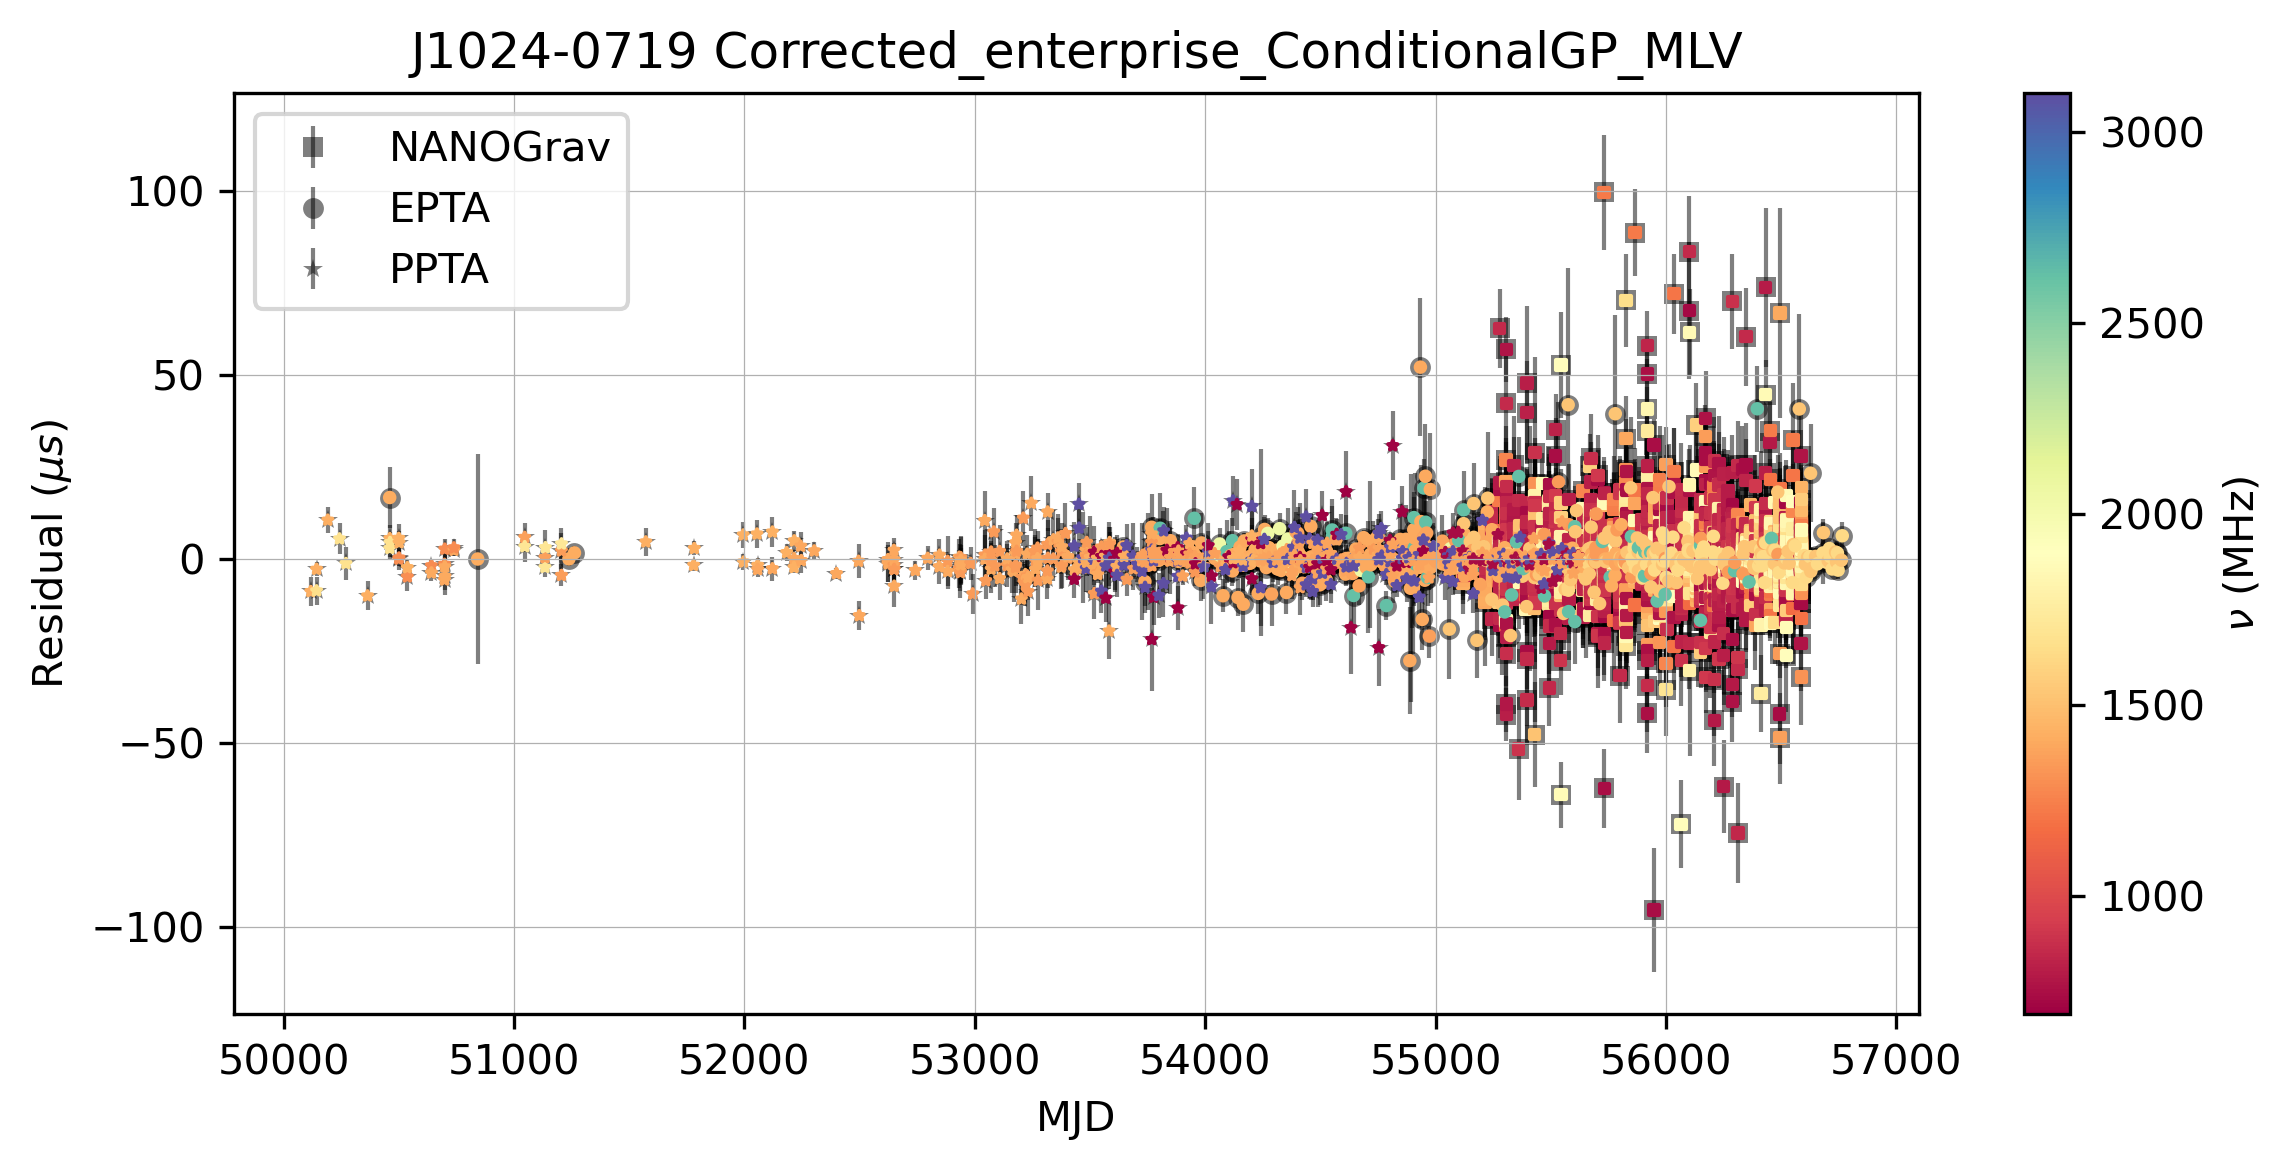 J1024-0719 Corrected_enterprise_ConditionalGP_MLV
NANOGrav
EPTA
PPTA
100
50
0
−50
−100
Residual (μs)
50000 51000 52000 53000 54000 55000 56000 57000
MJD
3000
2500
2000
1500
1000
ν (MHz)